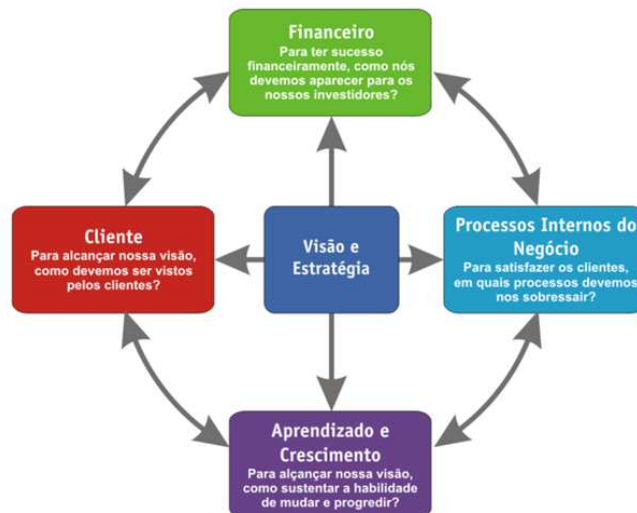 Financeiro
Para ter sucesso
financeiramente, como nós
devemos aparecer para os
nossos investidores?
Cliente
Para alcançar nossa visão,
como devemos ser vistos
pelos clientes?
Visão e
Estratégia
Processos Internos do
Negócio
Para satisfazer os clientes,
em quais processos devemos
nos sobressair?
Aprendizado e
Crescimento
Para alçançar nossa visão,
como sustentar a habilidade
de mudar e progredir?